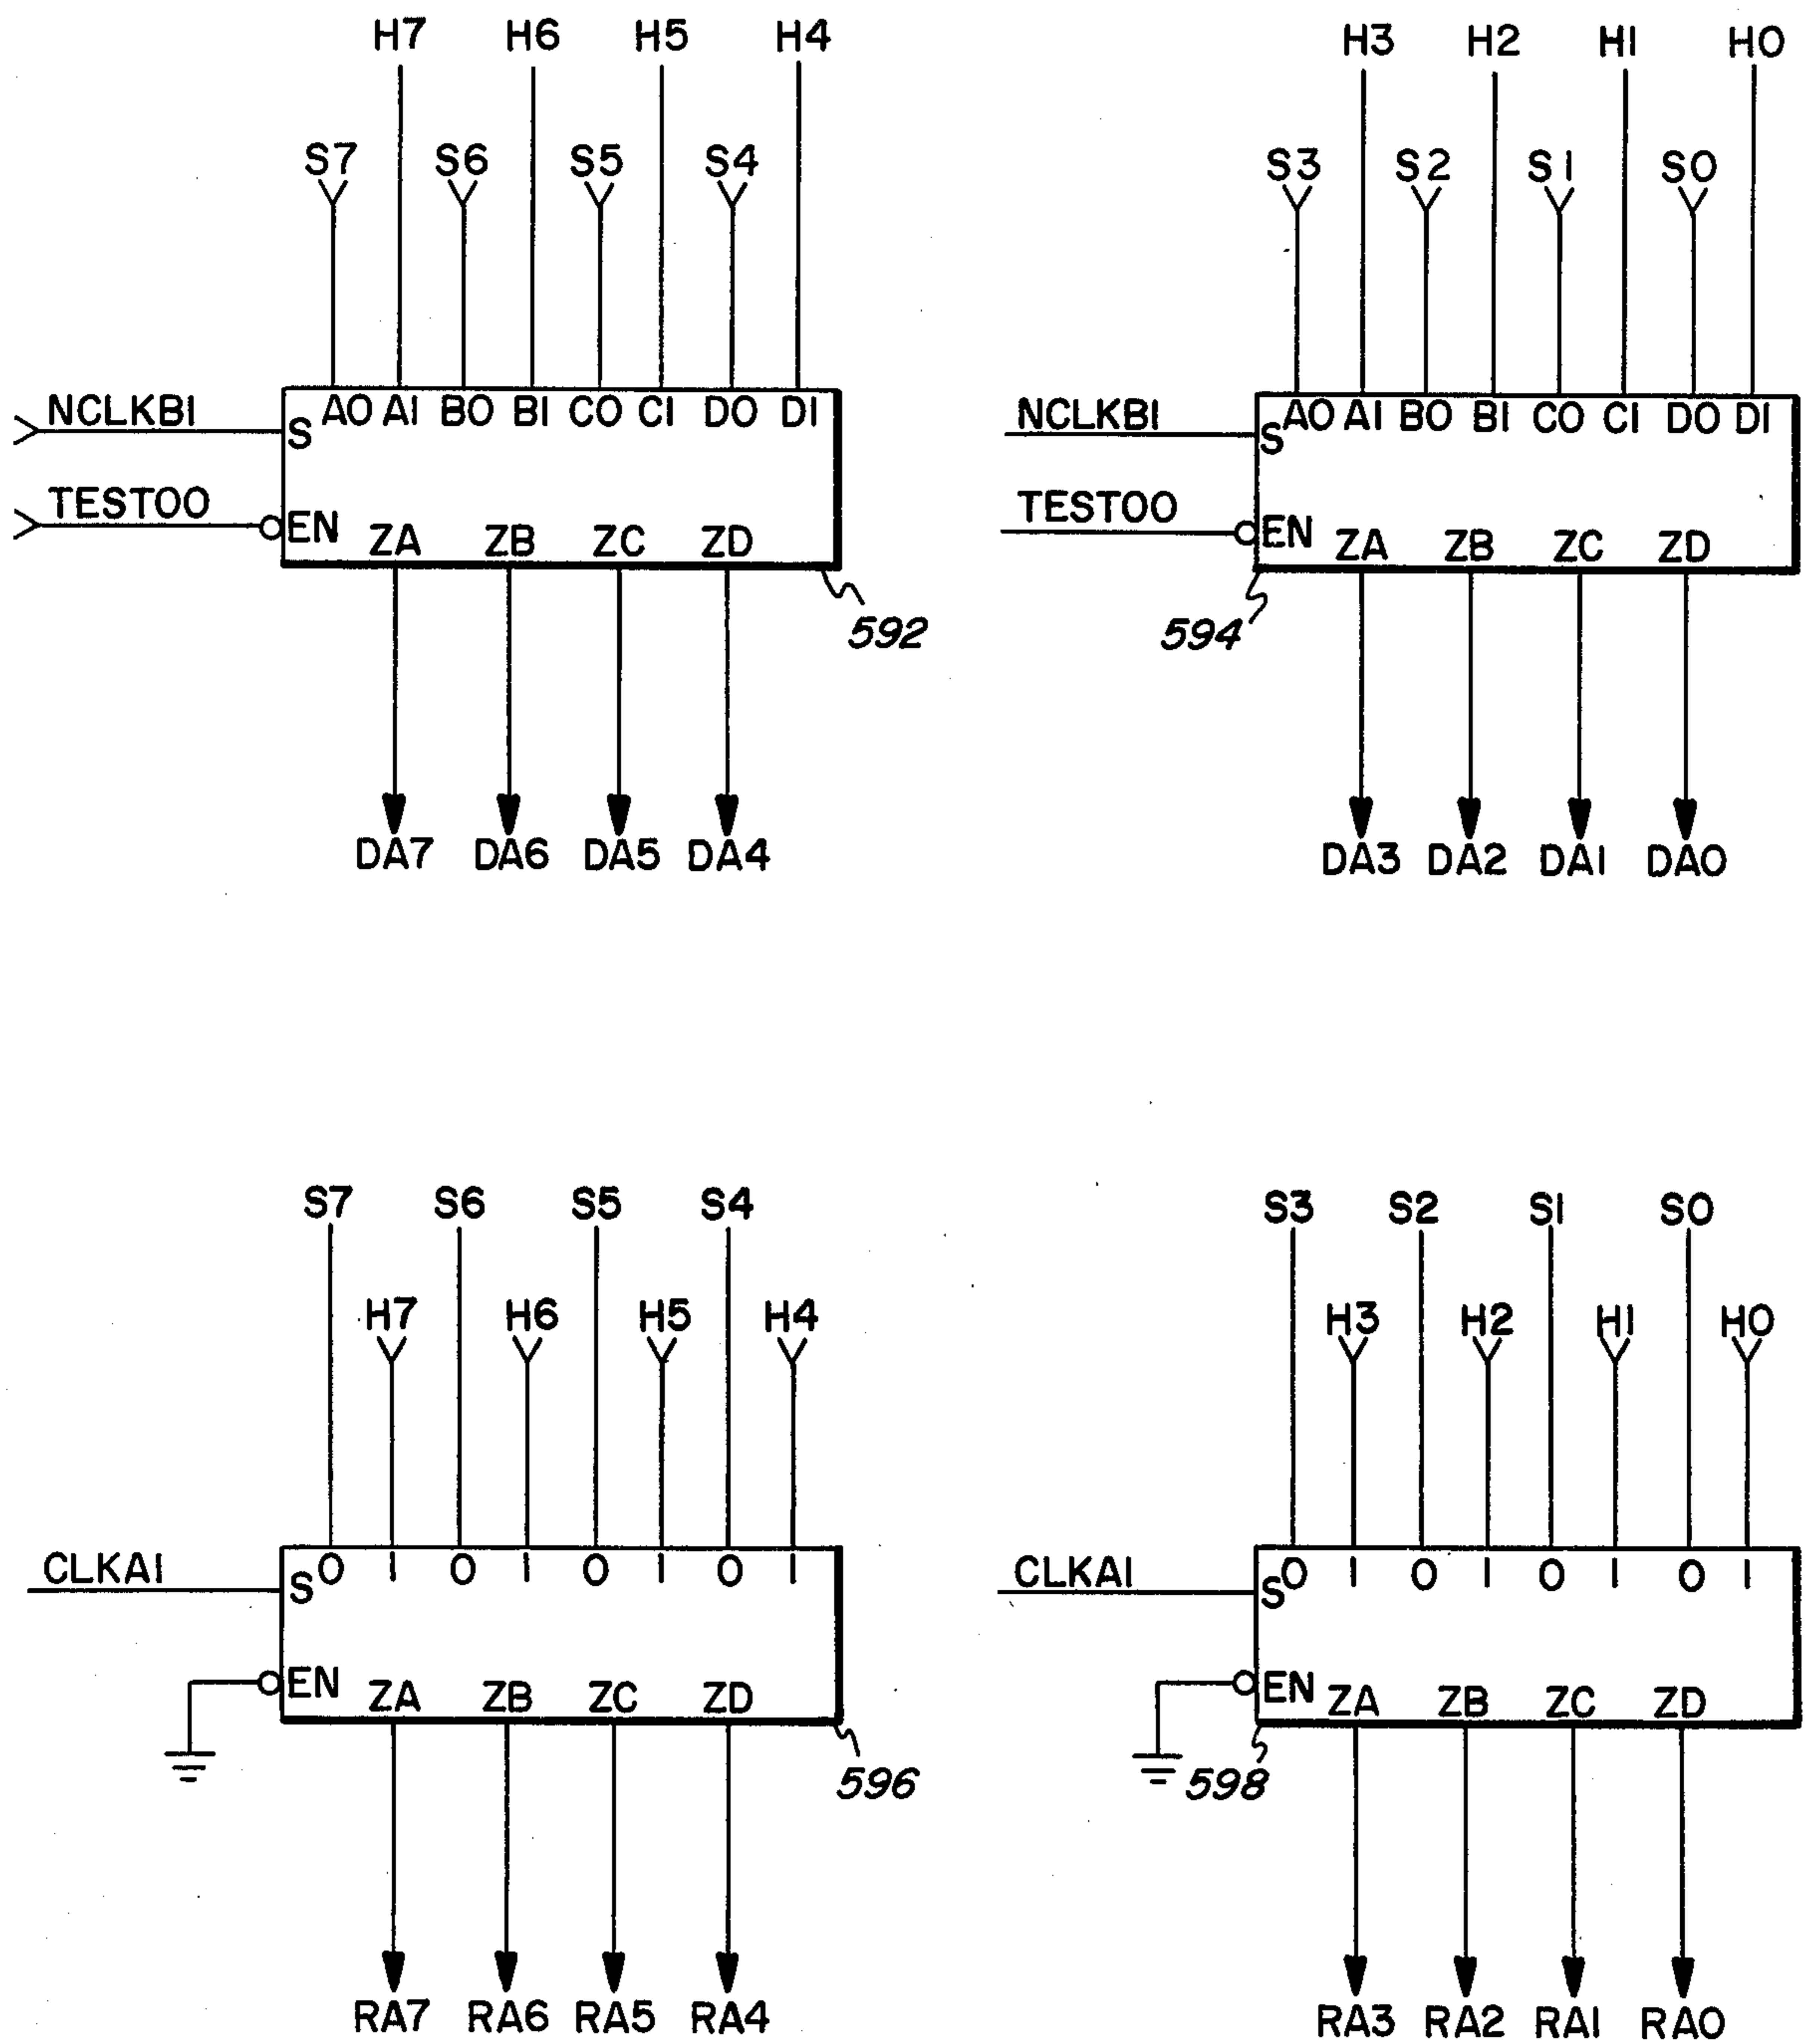 H7 H6 H5 H4
H3 H2 H1 H0
S7 S6 S5 S4
S3 S2 S1 S0
NCLKB1
S A0 A1 B0 B1 C0 C1 D0 D1
TEST00
EN ZA ZB ZC ZD
592
DA7 DA6 DA5 DA4
NCLKB1
S A0 A1 B0 B1 C0 C1 D0 D1
TEST00
EN ZA ZB ZC ZD
594
DA3 DA2 DA1 DA0
S7 S6 S5 S4
H7 H6 H5 H4
CLKA1
S 0 1 0 1 0 1 0 1
EN ZA ZB ZC ZD
596
RA7 RA6 RA5 RA4
S3 S2 S1 S0
H3 H2 H1 H0
CLKA1
S 0 1 0 1 0 1 0 1
EN ZA ZB ZC ZD
598
RA3 RA2 RA1 RA0